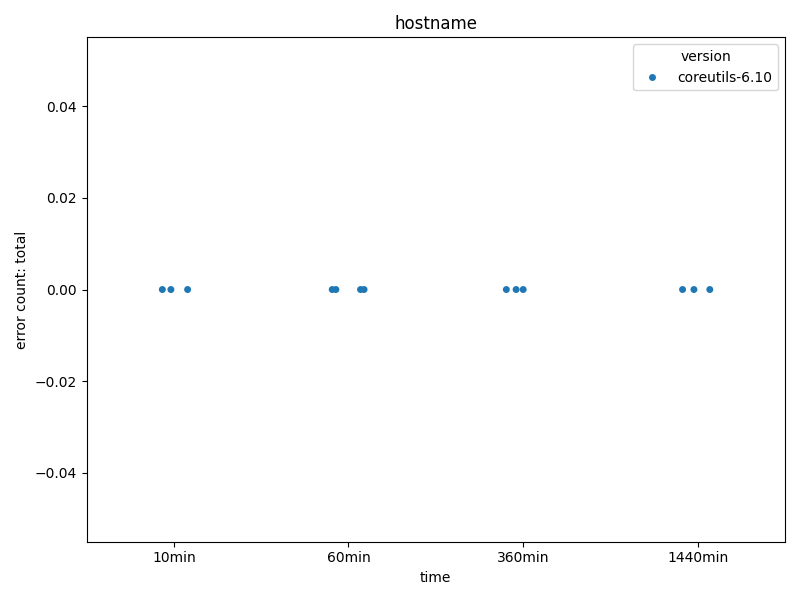 hostname
version
coreutils-6.10
error count: total
0.04
0.02
0.00
−0.02
−0.04
10min
60min
360min
1440min
time